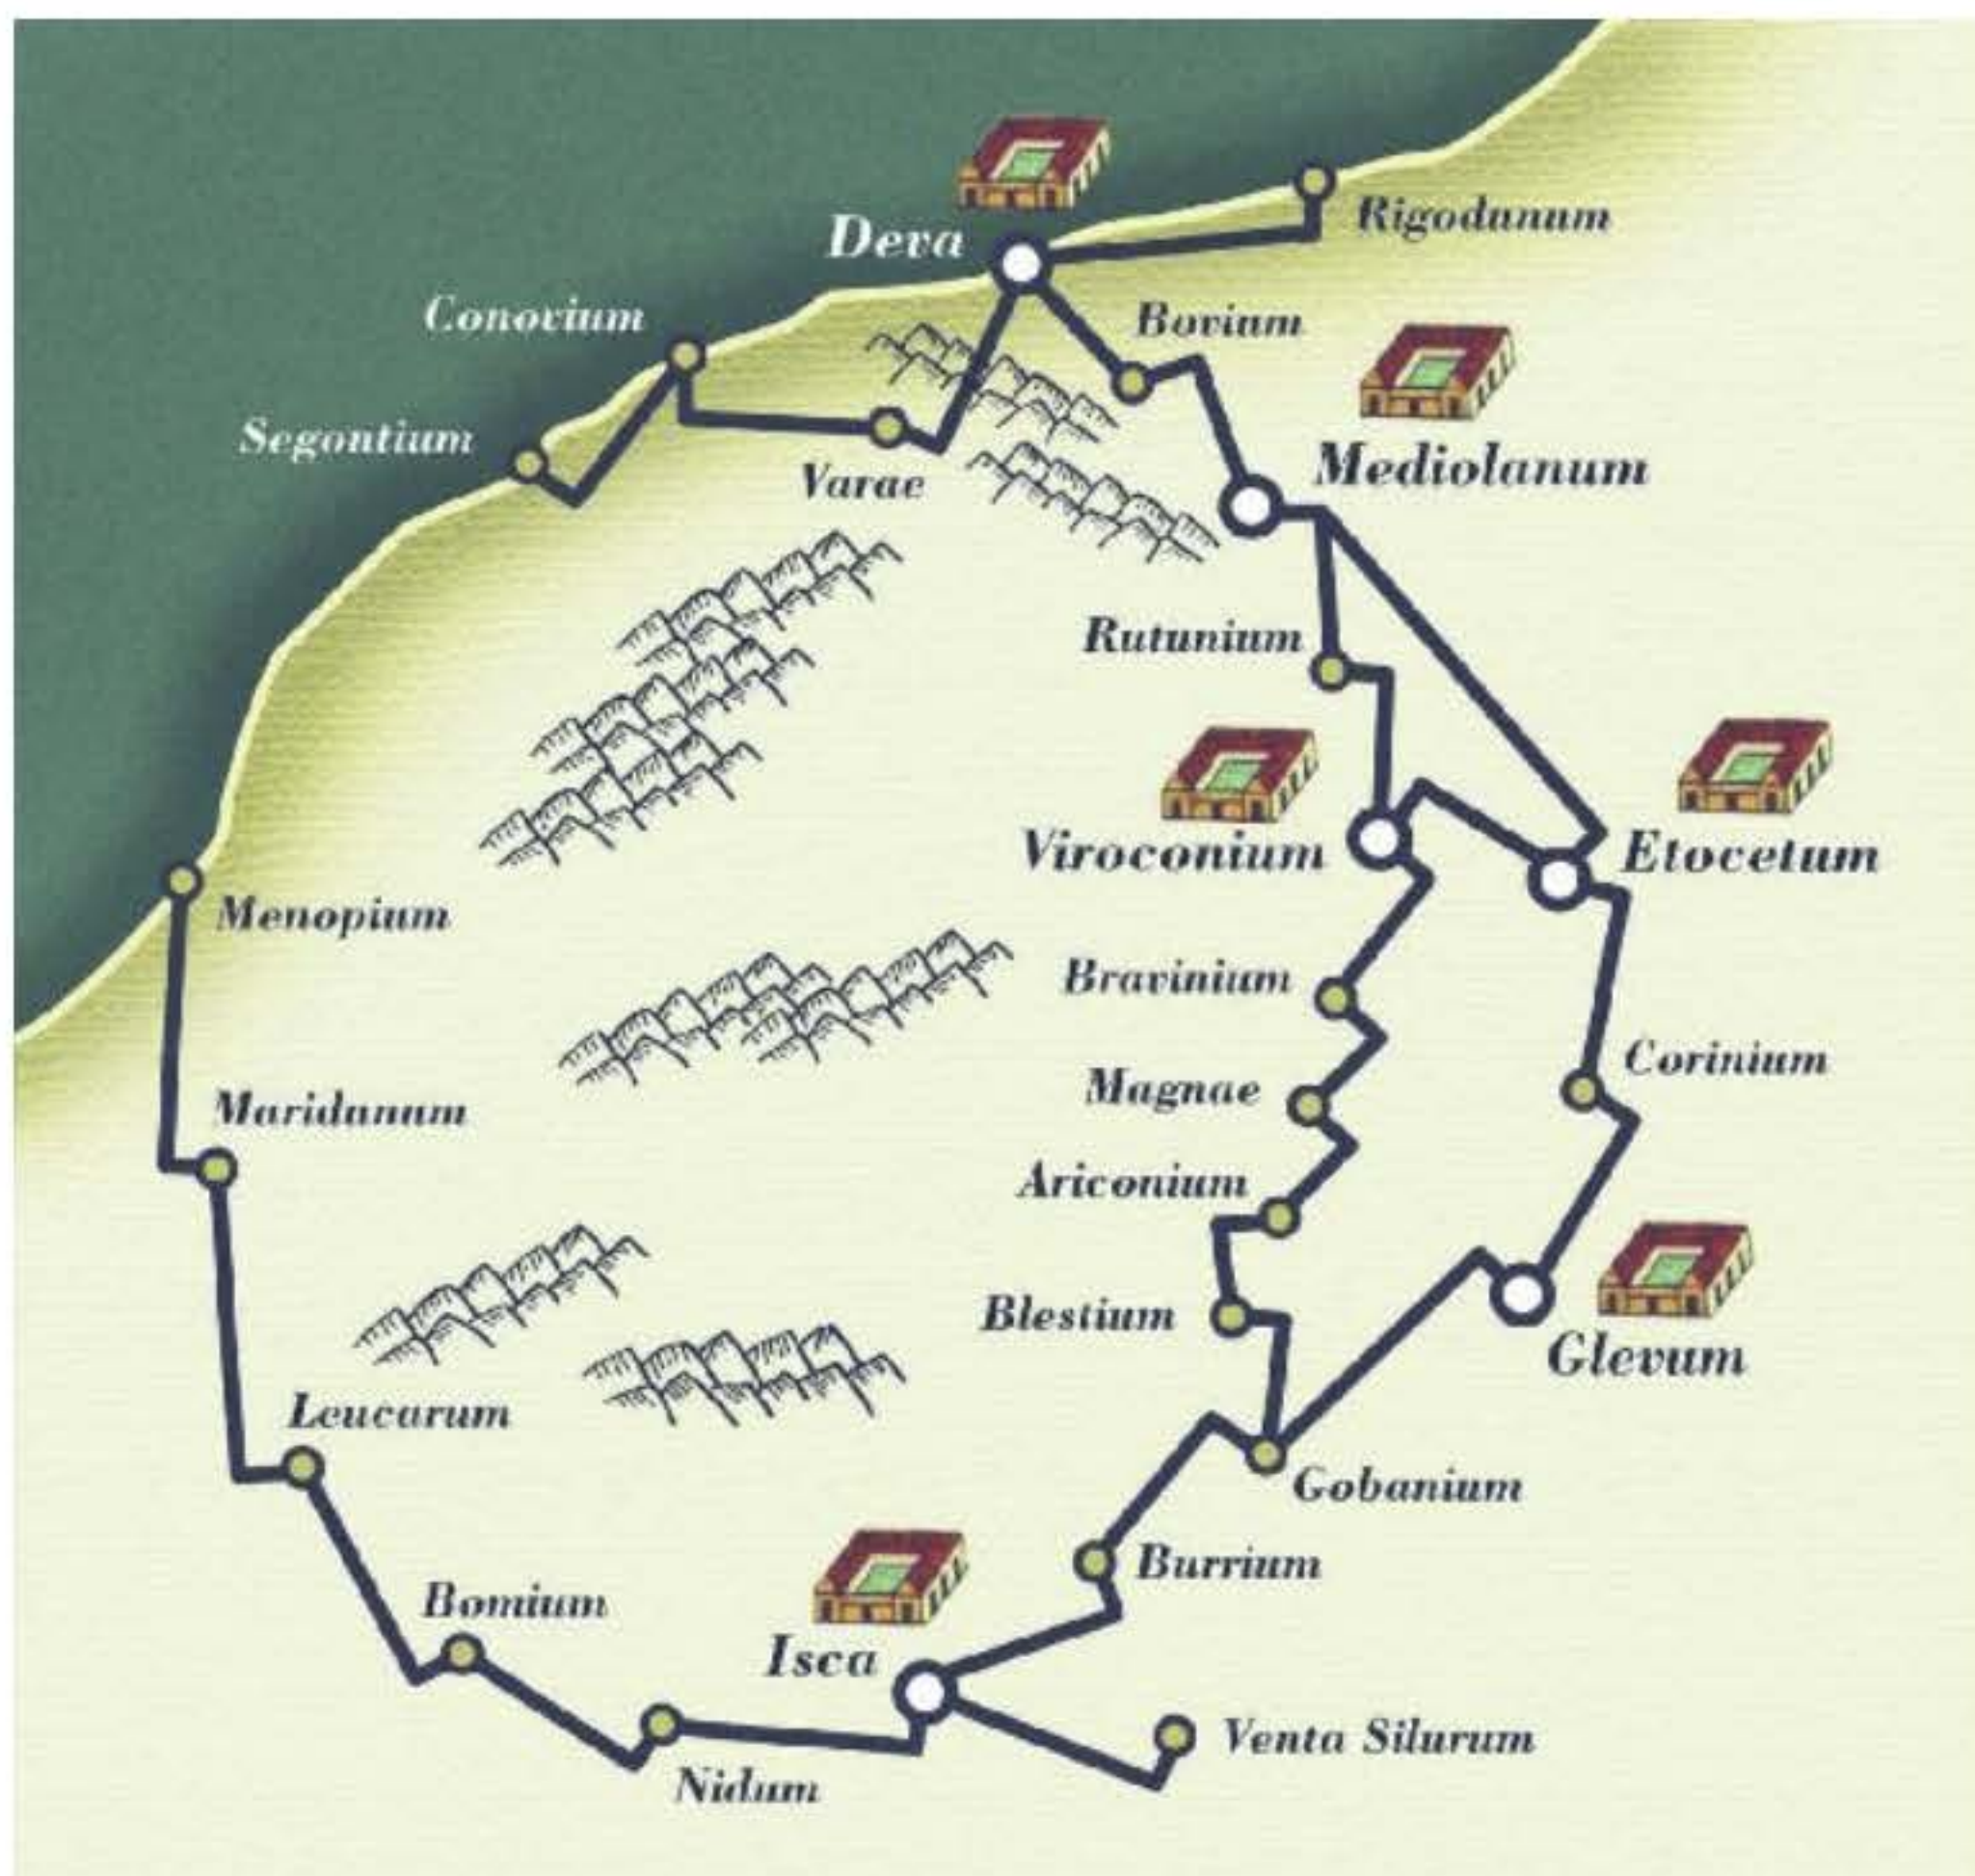 Deva
Rigodunum
Conovium
Bovium
Segontium
Varae
Mediolanum
Rutunium
Viroconium
Etocetum
Menopium
Bravinium
Corinium
Magnae
Maridunum
Ariconium
Blestium
Glevum
Leucarum
Gobanium
Burrium
Bomium
Isca
Venta Silurum
Nidum